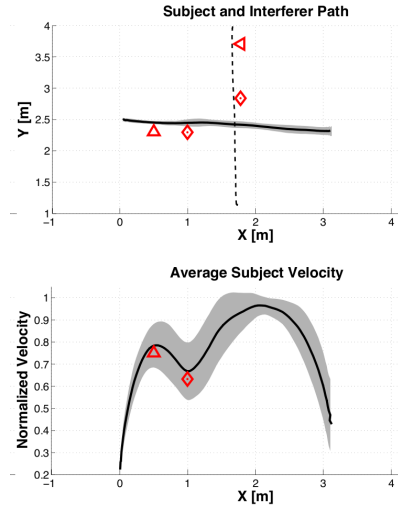 Subject and Interferer Path
4
3.5
3
2.5
2
1.5
1
Y [m]
−1 0 1 2 3 4
X [m]
Average Subject Velocity
1
0.9
0.8
0.7
0.6
0.5
0.4
0.3
0.2
Normalized Velocity
−1 0 1 2 3 4
X [m]